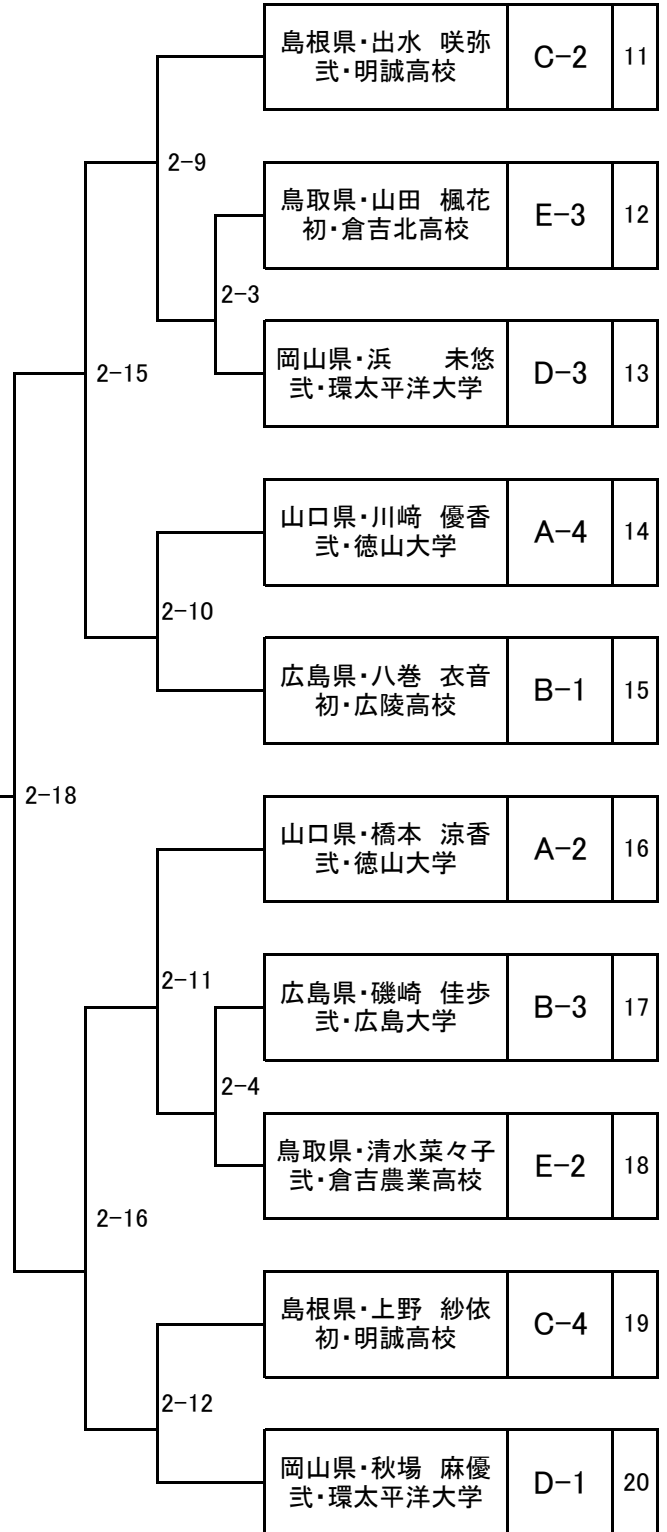 島根県・出水　咲弥
弐・明誠高校
C-2
11
2-9
鳥取県・山田　楓花
初・倉吉北高校
E-3
12
2-3
岡山県・浜　　未悠
弐・環太平洋大学
D-3
13
2-15
山口県・川﨑　優香
弐・徳山大学
A-4
14
2-10
広島県・八巻　衣音
初・広陵高校
B-1
15
2-18
山口県・橋本　涼香
弐・徳山大学
A-2
16
2-11
広島県・磯崎　佳歩
弐・広島大学
B-3
17
2-4
鳥取県・清水菜々子
弐・倉吉農業高校
E-2
18
2-16
島根県・上野　紗依
初・明誠高校
C-4
19
2-12
岡山県・秋場　麻優
弐・環太平洋大学
D-1
20